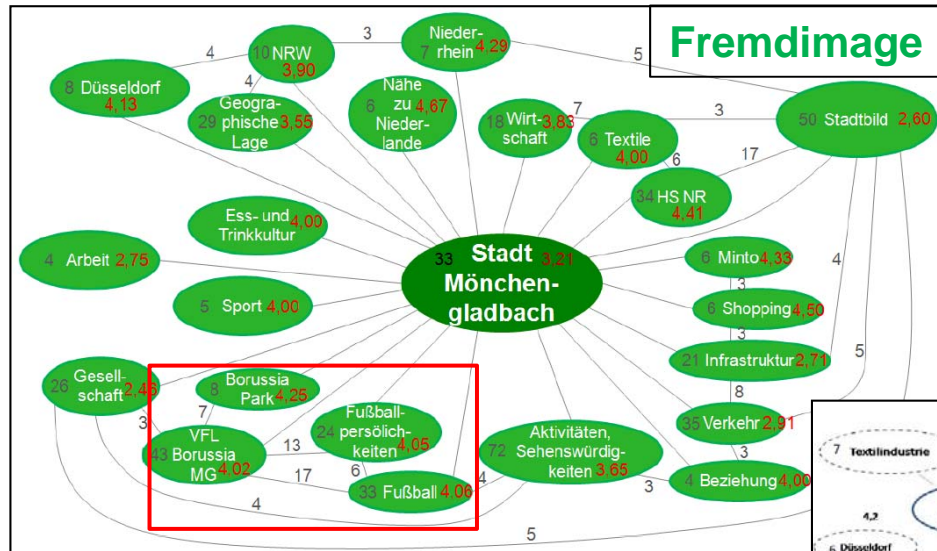 Fremdimage
4
3
5
10 NRW
3,90
Nieder-
7 rhein 4,29
8 Düsseldorf
4,13
4
Geogra-
29 phische 3,55
Lage
Nähe
6 zu 4,67
Nieder-
lande
18 Wirt- 3,83
schaft
7
3
6 Textile
4,00
50 Stadtbild 2,60
6
17
34 HS NR
4,41
Ess- und
Trinkkultur 4,00
4 Arbeit 2,75
5 Sport 4,00
33 Stadt 3,21
Mönchen-
gladbach
6 Minto 4,33
4
3
6 Shopping 4,50
3
21 Infrastruktur 2,71
5
8
26 Gesell-
schaft 2,46
8 Borussia
Park 4,25
7
3
VFL
43 Borussia
MG 4,02
13
Fußball-
24 persölich-
keiten 4,05
17
6
33 Fußball 4,06
4
4
Aktivitäten,
72 Sehenswürdig-
keiten 3,65
35 Verkehr 2,91
3
3
4 Beziehung 4,00
5
7 Textilindustrie
4,2
6 Düsseldorf